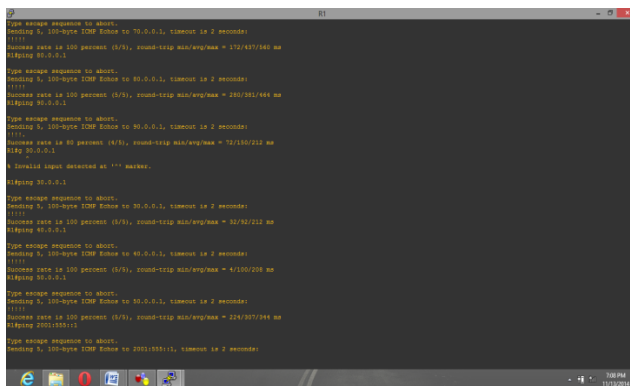 R1
Type escape sequence to abort.
Sending 5, 100-byte ICMP Echos to 70.0.0.1, timeout is 2 seconds:
!!!!!
Success rate is 100 percent (5/5), round-trip min/avg/max = 172/437/560 ms
R1#ping 80.0.0.1
Type escape sequence to abort.
Sending 5, 100-byte ICMP Echos to 80.0.0.1, timeout is 2 seconds:
!!!!!
Success rate is 100 percent (5/5), round-trip min/avg/max = 280/381/464 ms
R1#ping 90.0.0.1
Type escape sequence to abort.
Sending 5, 100-byte ICMP Echos to 90.0.0.1, timeout is 2 seconds:
!!!!.
Success rate is 80 percent (4/5), round-trip min/avg/max = 72/150/212 ms
R1#g 30.0.0.1
^
% Invalid input detected at '^' marker.
R1#ping 30.0.0.1
Type escape sequence to abort.
Sending 5, 100-byte ICMP Echos to 30.0.0.1, timeout is 2 seconds:
!!!!!
Success rate is 100 percent (5/5), round-trip min/avg/max = 32/92/212 ms
R1#ping 40.0.0.1
Type escape sequence to abort.
Sending 5, 100-byte ICMP Echos to 40.0.0.1, timeout is 2 seconds:
!!!!!
Success rate is 100 percent (5/5), round-trip min/avg/max = 4/100/208 ms
R1#ping 50.0.0.1
Type escape sequence to abort.
Sending 5, 100-byte ICMP Echos to 50.0.0.1, timeout is 2 seconds:
!!!!!
Success rate is 100 percent (5/5), round-trip min/avg/max = 224/307/344 ms
R1#ping 2001:555::1
Type escape sequence to abort.
Sending 5, 100-byte ICMP Echos to 2001:555::1, timeout is 2 seconds:
7:08 PM
11/13/2014